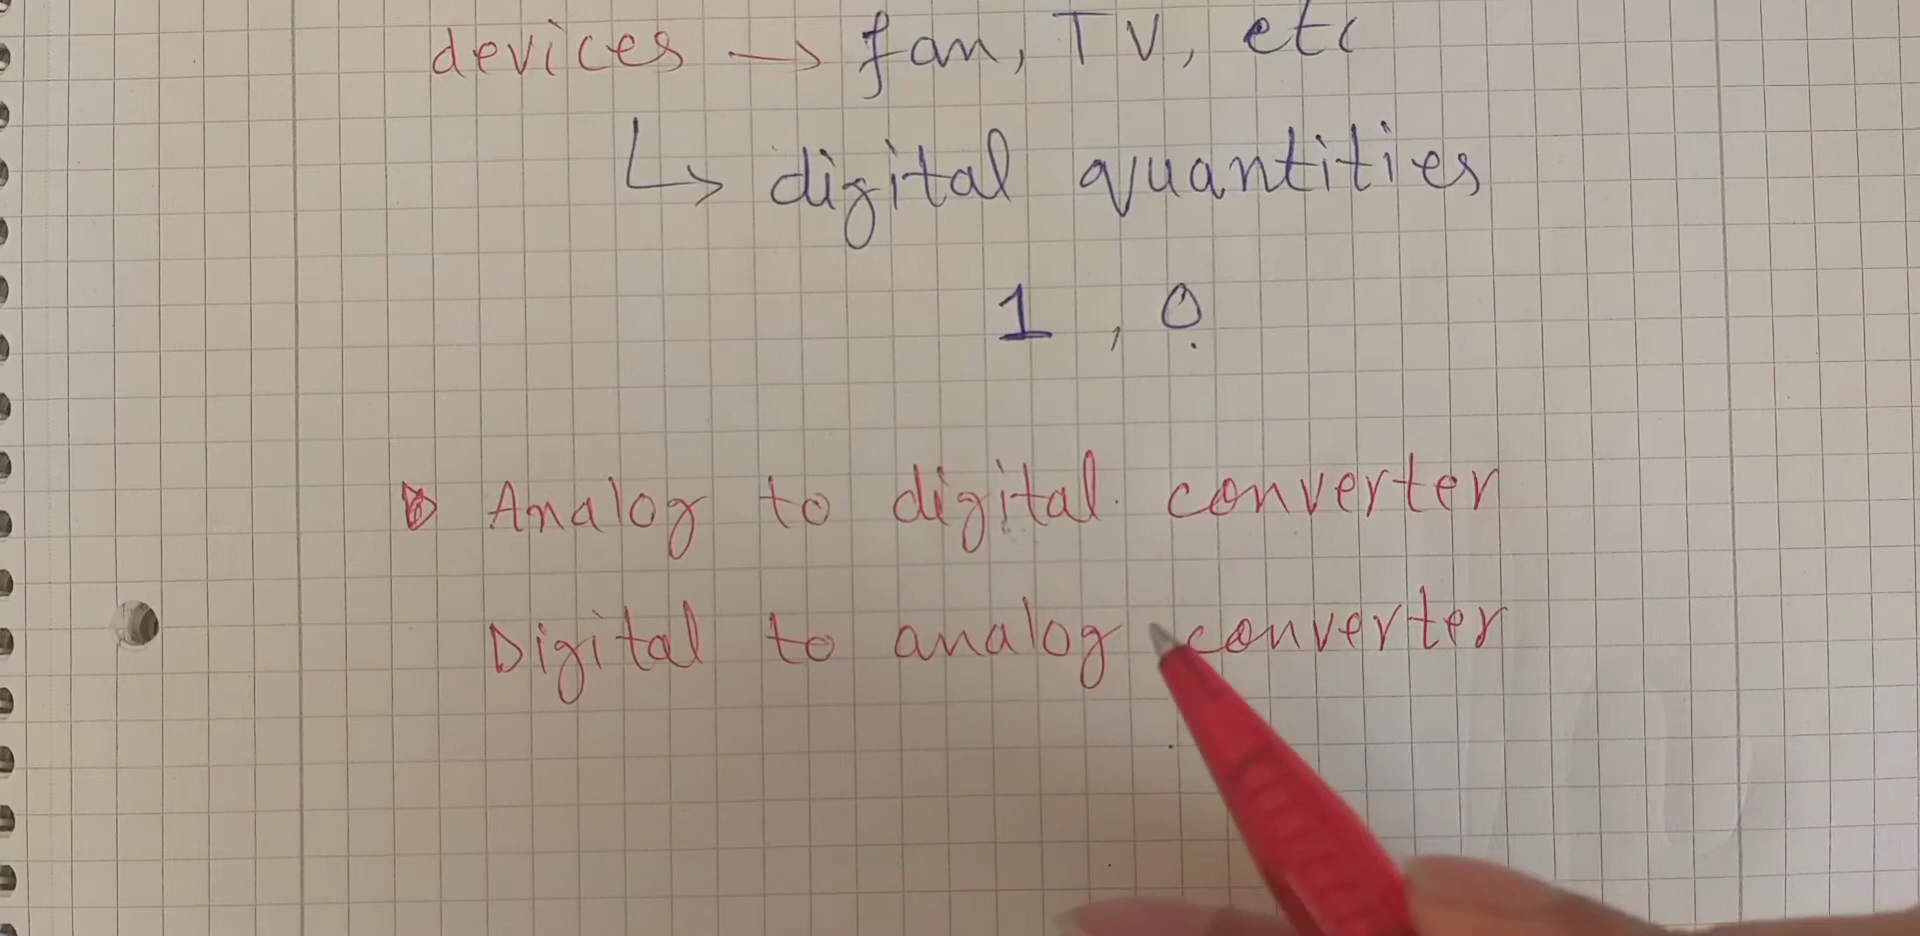 devices → fan, TV, etc
↳ digital quantities
1 , 0
Analog to digital converter
Digital to analog converter